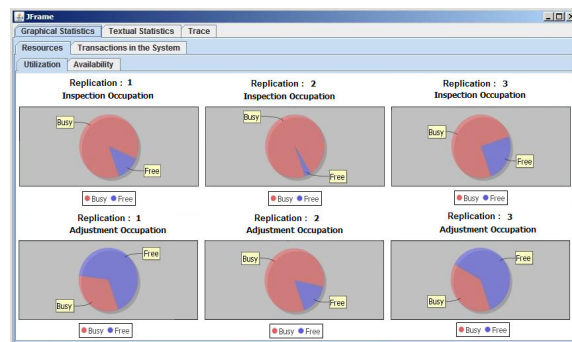 JFrame
Graphical Statistics Textual Statistics Trace
Resources Transactions in the System
Utilization Availability
Replication : 1
Inspection Occupation
Busy
Free
Busy Free
Replication : 2
Inspection Occupation
Busy
Free
Busy Free
Replication : 3
Inspection Occupation
Busy
Free
Busy Free
Replication : 1
Adjustment Occupation
Free
Busy
Busy Free
Replication : 2
Adjustment Occupation
Busy
Free
Busy Free
Replication : 3
Adjustment Occupation
Free
Busy
Busy Free